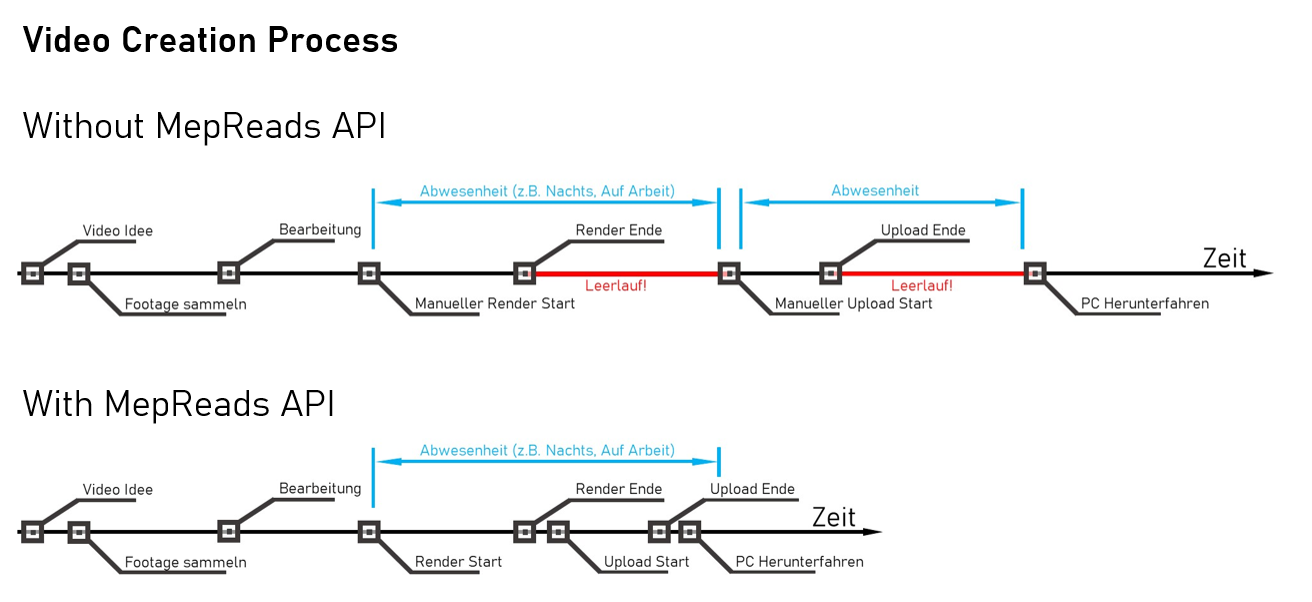 Video Creation Process
Without MepReads API
Abwesenheit (z.B. Nachts, Auf Arbeit)
Abwesenheit
Video Idee
Bearbeitung
Render Ende
Upload Ende
Zeit
Leerlauf!
Leerlauf!
Footage sammeln
Manueller Render Start
Manueller Upload Start
PC Herunterfahren
With MepReads API
Abwesenheit (z.B. Nachts, Auf Arbeit)
Video Idee
Bearbeitung
Render Ende
Upload Ende
Zeit
Footage sammeln
Render Start
Upload Start
PC Herunterfahren